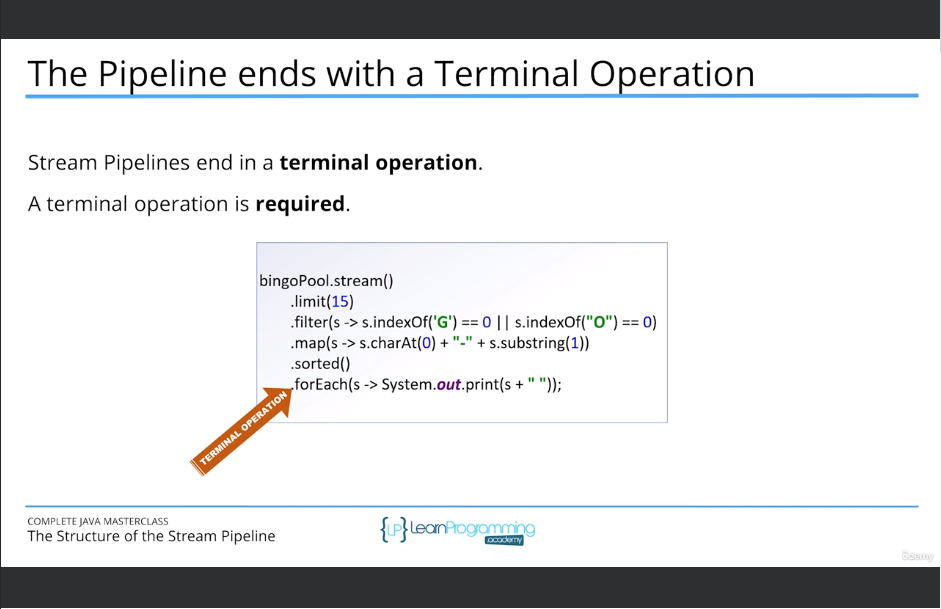 The Pipeline ends with a Terminal Operation
Stream Pipelines end in a terminal operation.
A terminal operation is required.
bingoPool.stream()
.limit(15)
.filter(s -> s.indexOf('G') == 0 || s.indexOf("O") == 0)
.map(s -> s.charAt(0) + "-" + s.substring(1))
.sorted()
.forEach(s -> System.out.print(s + " "));
TERMINAL OPERATION
COMPLETE JAVA MASTERCLASS
The Structure of the Stream Pipeline
{LP} LearnProgramming
.academy
ûdemy